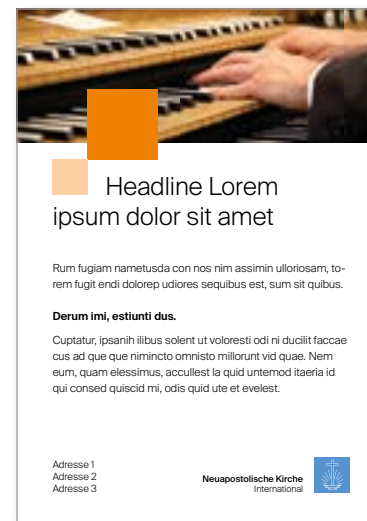 Headline Lorem
ipsum dolor sit amet
Rum fugiam nametusda con nos nim assimin ulloriosam, to-
rem fugit endi dolorep udiores sequibus est, sum sit quibus.
Derum imi, estiunti dus.
Cuptatur, ipsanih ilibus solent ut voloresti odi ni ducilit faccae
cus ad que que nimincto omnisto millorunt vid quae. Nem
eum, quam elessimus, accullest la quid untemod itaeria id
qui consed quiscid mi, odis quid ute et evelest.
Adresse 1
Adresse 2
Adresse 3
Neuapostolische Kirche
International